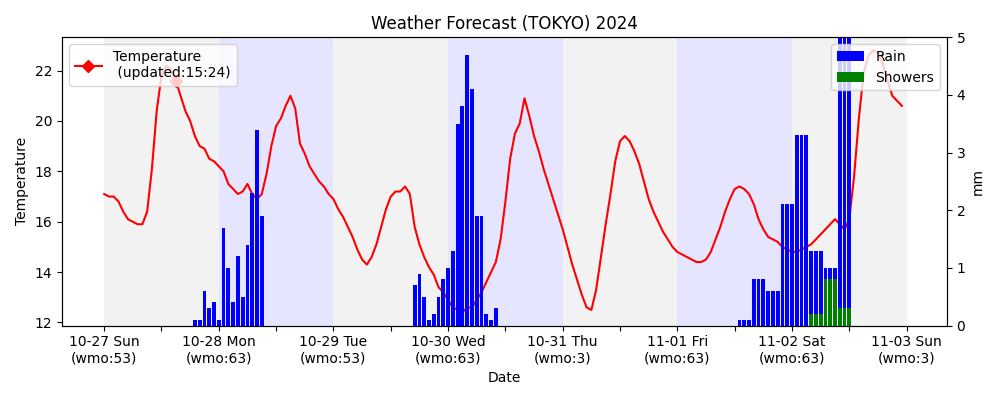 Weather Forecast (TOKYO) 2024
Temperature
(updated:15:24)
Rain
Showers
Temperature
22
20
18
16
14
12
5
4
3
2
1
0
mm
10-27 Sun
(wmo:53)
10-28 Mon
(wmo:63)
10-29 Tue
(wmo:53)
10-30 Wed
(wmo:63)
10-31 Thu
(wmo:3)
11-01 Fri
(wmo:63)
11-02 Sat
(wmo:63)
11-03 Sun
(wmo:3)
Date